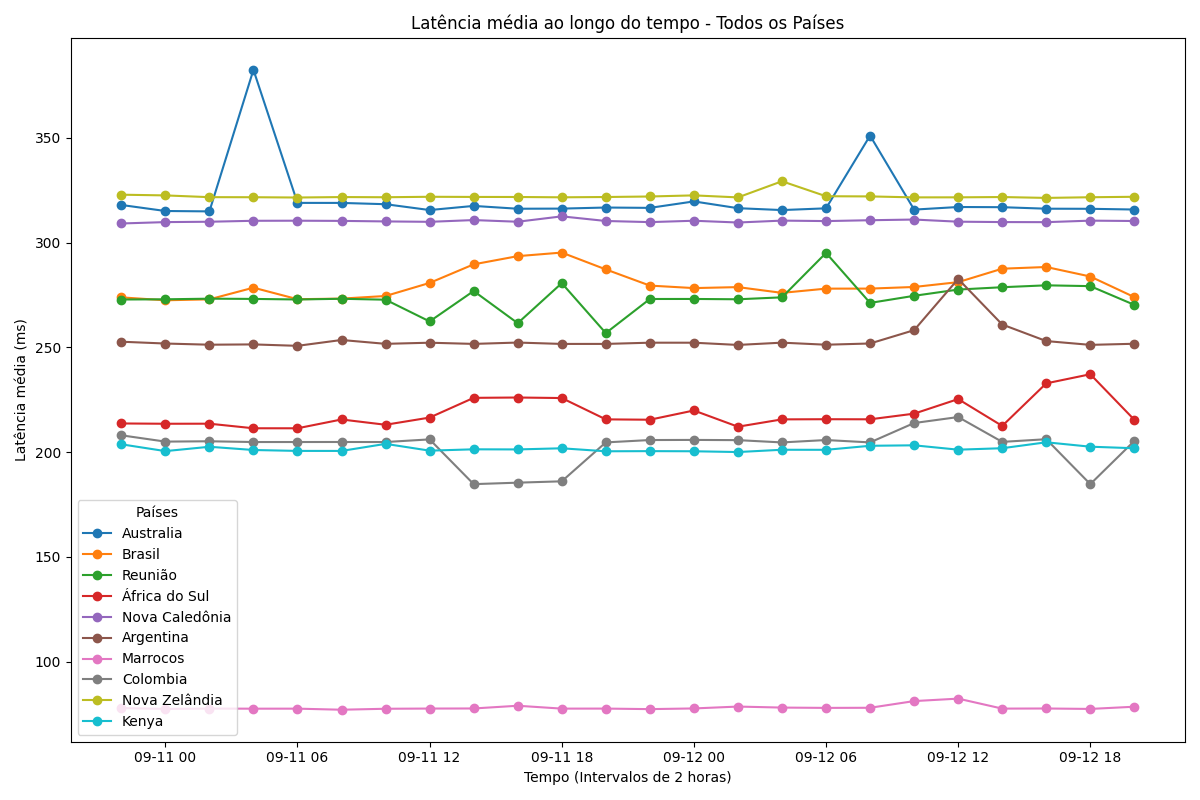 Latência média ao longo do tempo - Todos os Países
Latência média (ms)
350
300
250
200
150
100
Países
Australia
Brasil
Reunião
África do Sul
Nova Caledônia
Argentina
Marrocos
Colombia
Nova Zelândia
Kenya
09-11 00
09-11 06
09-11 12
09-11 18
09-12 00
09-12 06
09-12 12
09-12 18
Tempo (Intervalos de 2 horas)